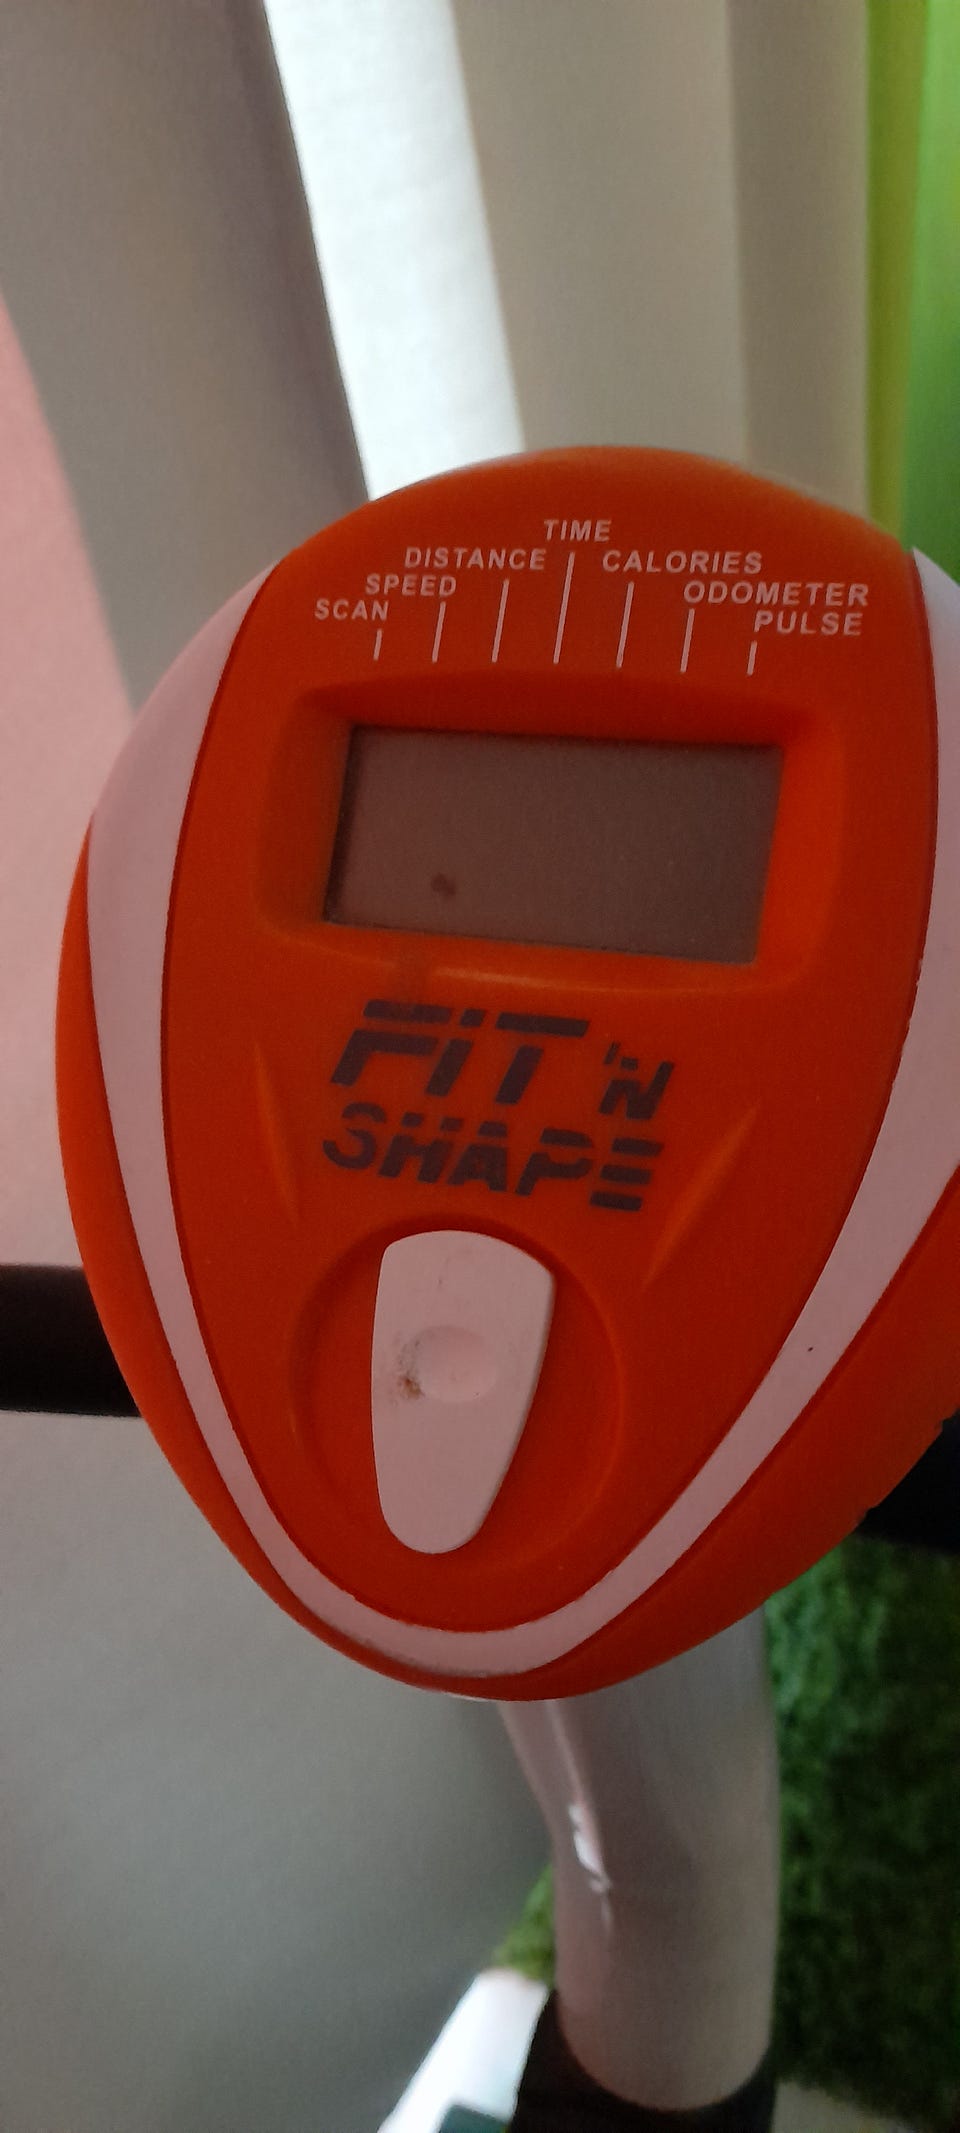 TIME
DISTANCE CALORIES
SPEED ODOMETER
SCAN PULSE
FiT 'N
SHAPE